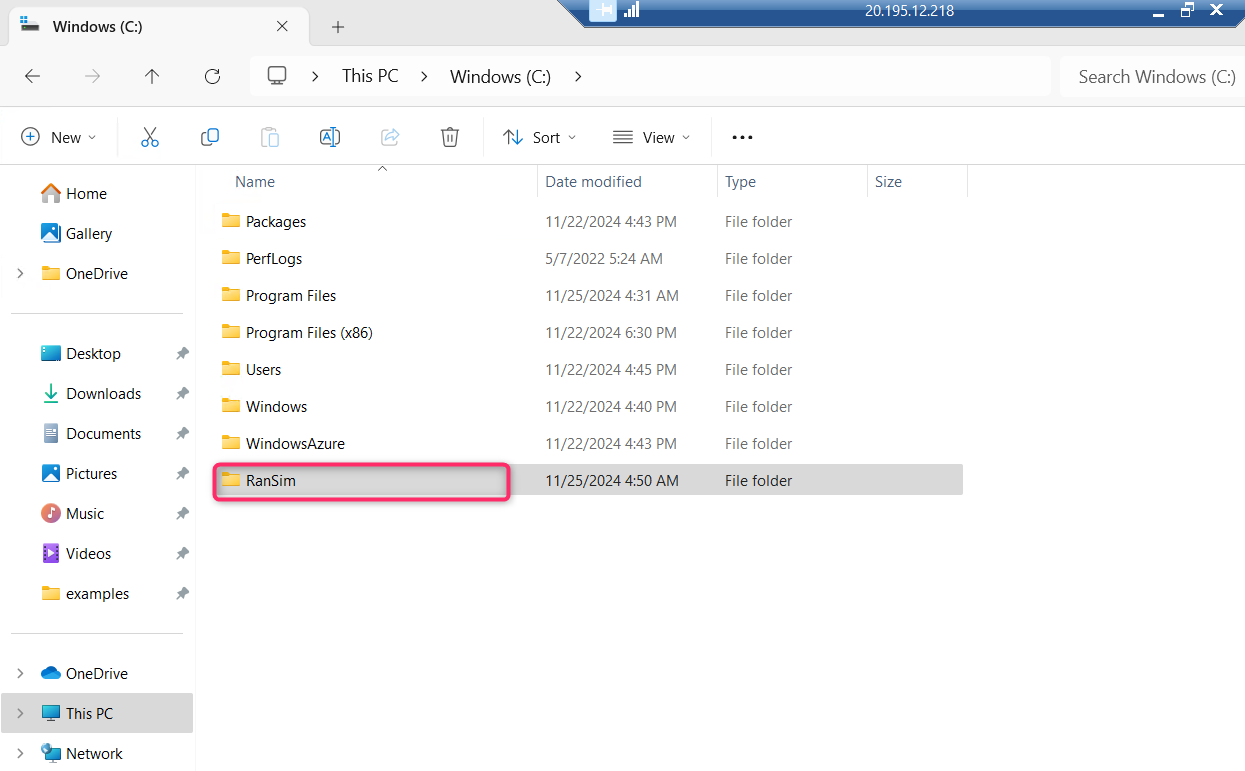 Windows (C:)
20.195.12.218
This PC Windows (C:)
Search Windows (C:)
New Sort View
Name Date modified Type Size
Home
Gallery
OneDrive
Desktop
Downloads
Documents
Pictures
Music
Videos
examples
OneDrive
This PC
Network
Packages 11/22/2024 4:43 PM File folder
PerfLogs 5/7/2022 5:24 AM File folder
Program Files 11/25/2024 4:31 AM File folder
Program Files (x86) 11/22/2024 6:30 PM File folder
Users 11/22/2024 4:45 PM File folder
Windows 11/22/2024 4:40 PM File folder
WindowsAzure 11/22/2024 4:43 PM File folder
RanSim 11/25/2024 4:50 AM File folder